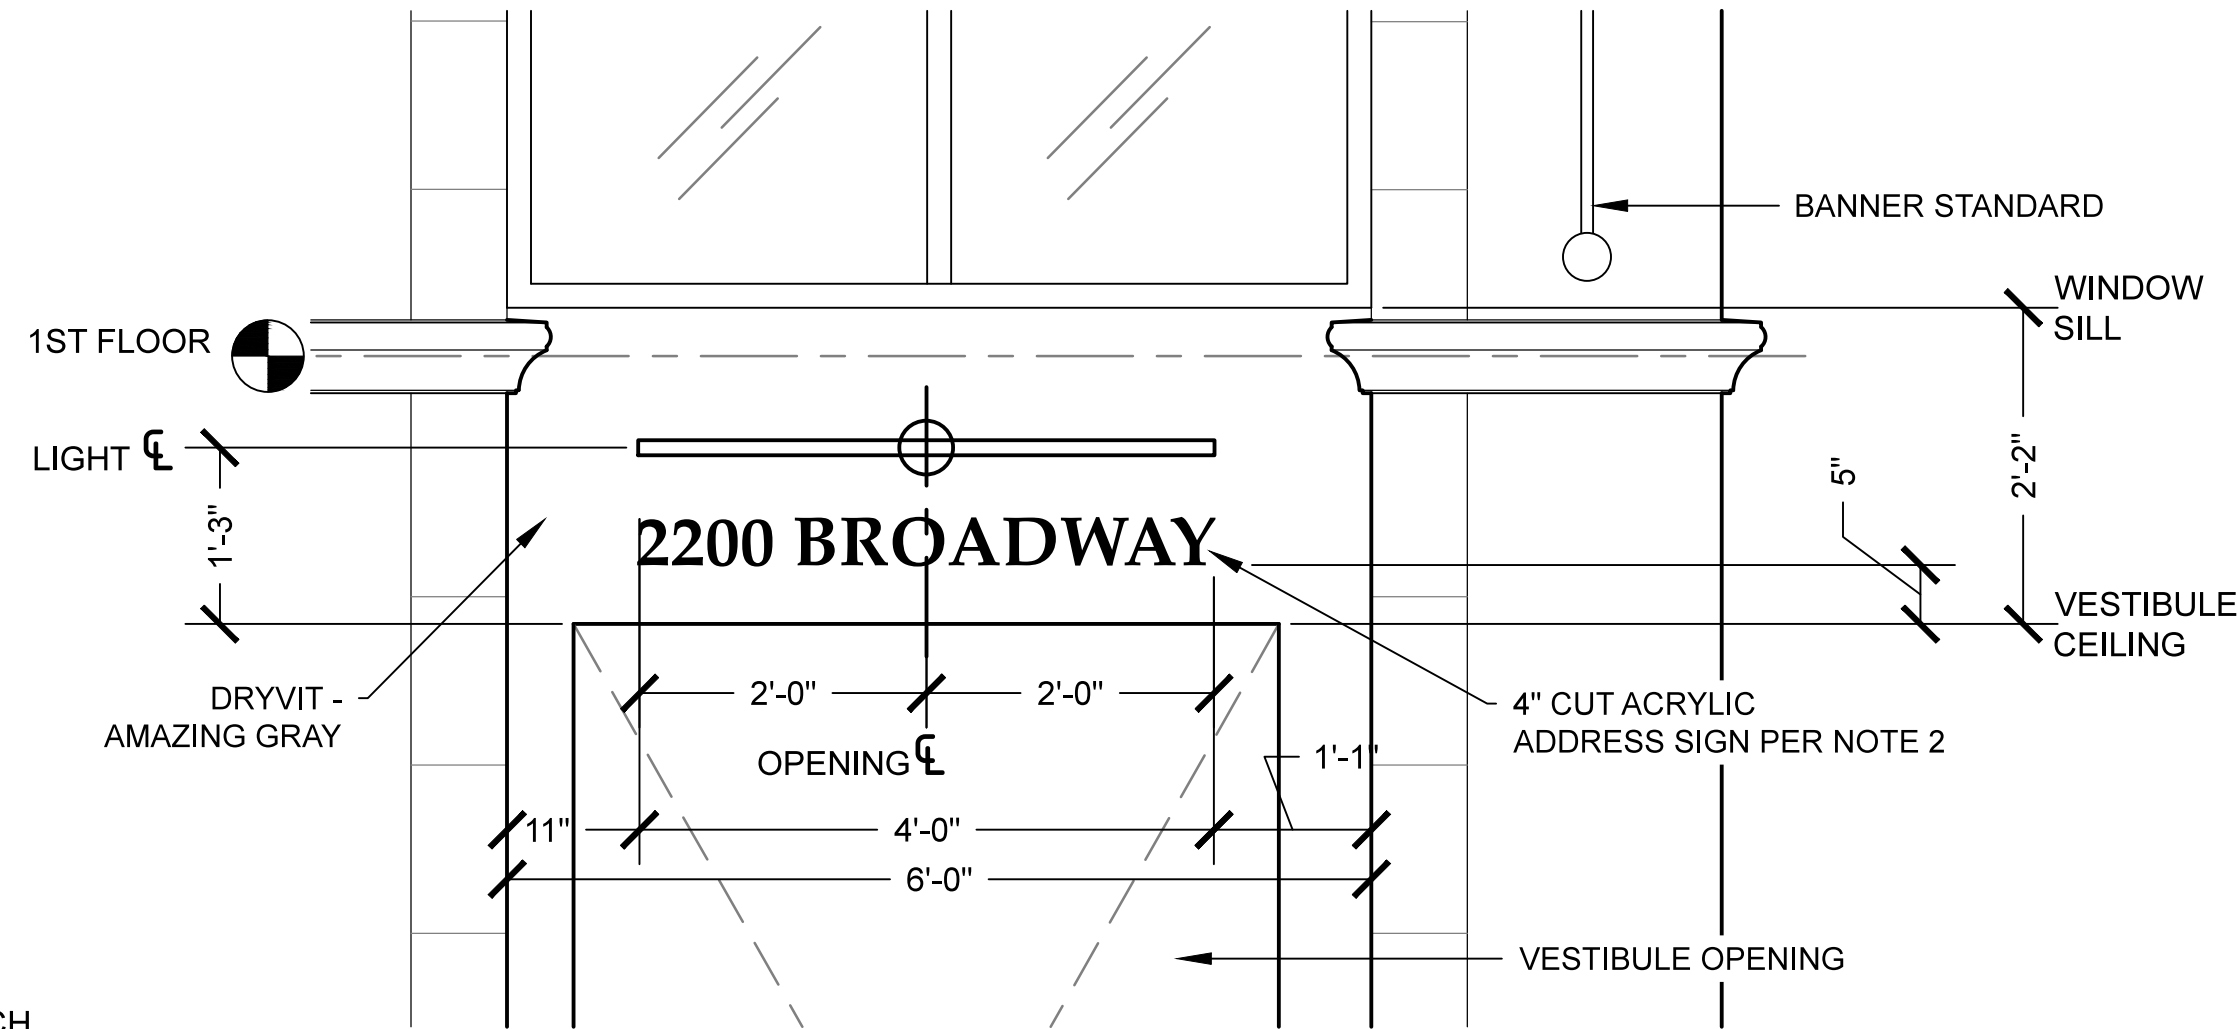 BANNER STANDARD
WINDOW
SILL
1ST FLOOR
LIGHT ℄
1'-3"
5"
2'-2"
2200 BROADWAY
VESTIBULE
CEILING
DRYVIT -
AMAZING GRAY
2'-0"
2'-0"
4" CUT ACRYLIC
ADDRESS SIGN PER NOTE 2
OPENING ℄
1'-1"
11"
4'-0"
6'-0"
VESTIBULE OPENING